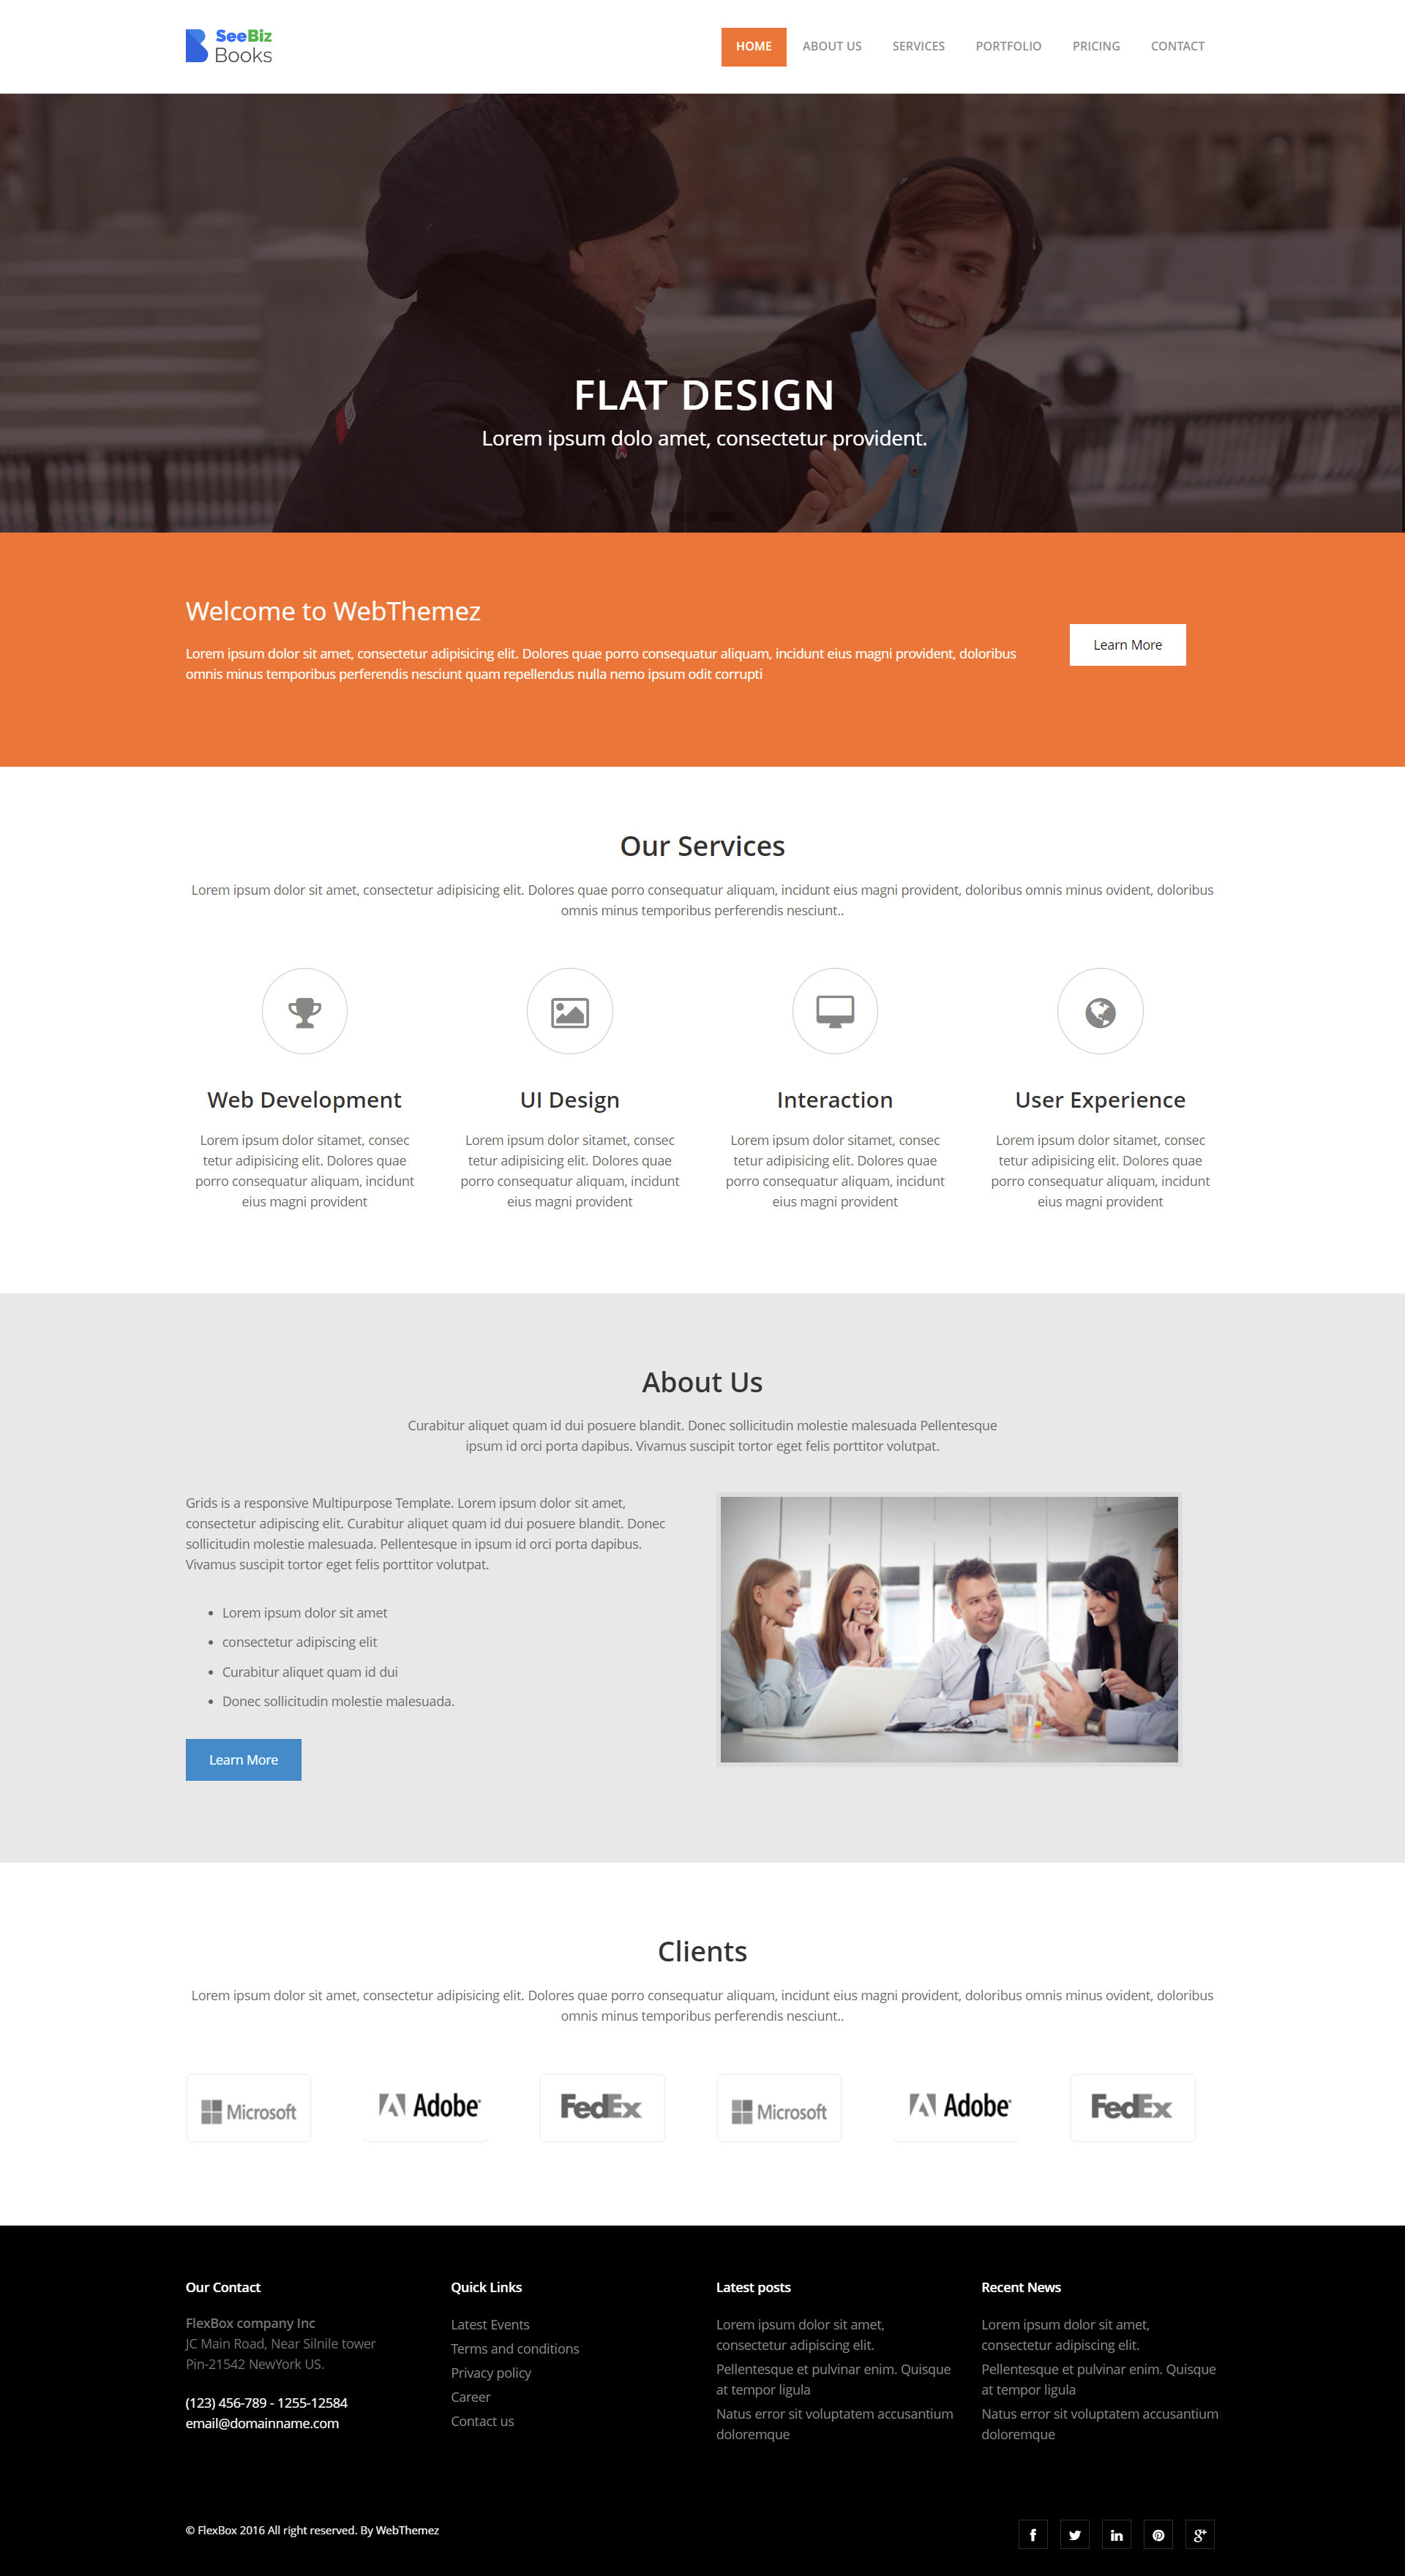 SeeBiz
Books
HOME
ABOUT US
SERVICES
PORTFOLIO
PRICING
CONTACT
FLAT DESIGN
Lorem ipsum dolo amet, consectetur provident.
Welcome to WebThemez
Lorem ipsum dolor sit amet, consectetur adipisicing elit. Dolores quae porro consequatur aliquam, incidunt eius magni provident, doloribus
omnis minus temporibus perferendis nesciunt quam repellendus nulla nemo ipsum odit corrupti
Learn More
Our Services
Lorem ipsum dolor sit amet, consectetur adipisicing elit. Dolores quae porro consequatur aliquam, incidunt eius magni provident, doloribus omnis minus ovident, doloribus
omnis minus temporibus perferendis nesciunt..
Web Development
Lorem ipsum dolor sitamet, consec
tetur adipisicing elit. Dolores quae
porro consequatur aliquam, incidunt
eius magni provident
UI Design
Lorem ipsum dolor sitamet, consec
tetur adipisicing elit. Dolores quae
porro consequatur aliquam, incidunt
eius magni provident
Interaction
Lorem ipsum dolor sitamet, consec
tetur adipisicing elit. Dolores quae
porro consequatur aliquam, incidunt
eius magni provident
User Experience
Lorem ipsum dolor sitamet, consec
tetur adipisicing elit. Dolores quae
porro consequatur aliquam, incidunt
eius magni provident
About Us
Curabitur aliquet quam id dui posuere blandit. Donec sollicitudin molestie malesuada Pellentesque
ipsum id orci porta dapibus. Vivamus suscipit tortor eget felis porttitor volutpat.
Grids is a responsive Multipurpose Template. Lorem ipsum dolor sit amet,
consectetur adipiscing elit. Curabitur aliquet quam id dui posuere blandit. Donec
sollicitudin molestie malesuada. Pellentesque in ipsum id orci porta dapibus.
Vivamus suscipit tortor eget felis porttitor volutpat.
• Lorem ipsum dolor sit amet
• consectetur adipiscing elit
• Curabitur aliquet quam id dui
• Donec sollicitudin molestie malesuada.
Learn More
Clients
Lorem ipsum dolor sit amet, consectetur adipisicing elit. Dolores quae porro consequatur aliquam, incidunt eius magni provident, doloribus omnis minus ovident, doloribus
omnis minus temporibus perferendis nesciunt..
Microsoft
Adobe
FedEx
Microsoft
Adobe
FedEx
Our Contact
FlexBox company Inc
JC Main Road, Near Silnile tower
Pin-21542 NewYork US.
(123) 456-789 - 1255-12584
email@domainname.com
Quick Links
Latest Events
Terms and conditions
Privacy policy
Career
Contact us
Latest posts
Lorem ipsum dolor sit amet,
consectetur adipiscing elit.
Pellentesque et pulvinar enim. Quisque
at tempor ligula
Natus error sit voluptatem accusantium
doloremque
Recent News
Lorem ipsum dolor sit amet,
consectetur adipiscing elit.
Pellentesque et pulvinar enim. Quisque
at tempor ligula
Natus error sit voluptatem accusantium
doloremque
© FlexBox 2016 All right reserved. By WebThemez